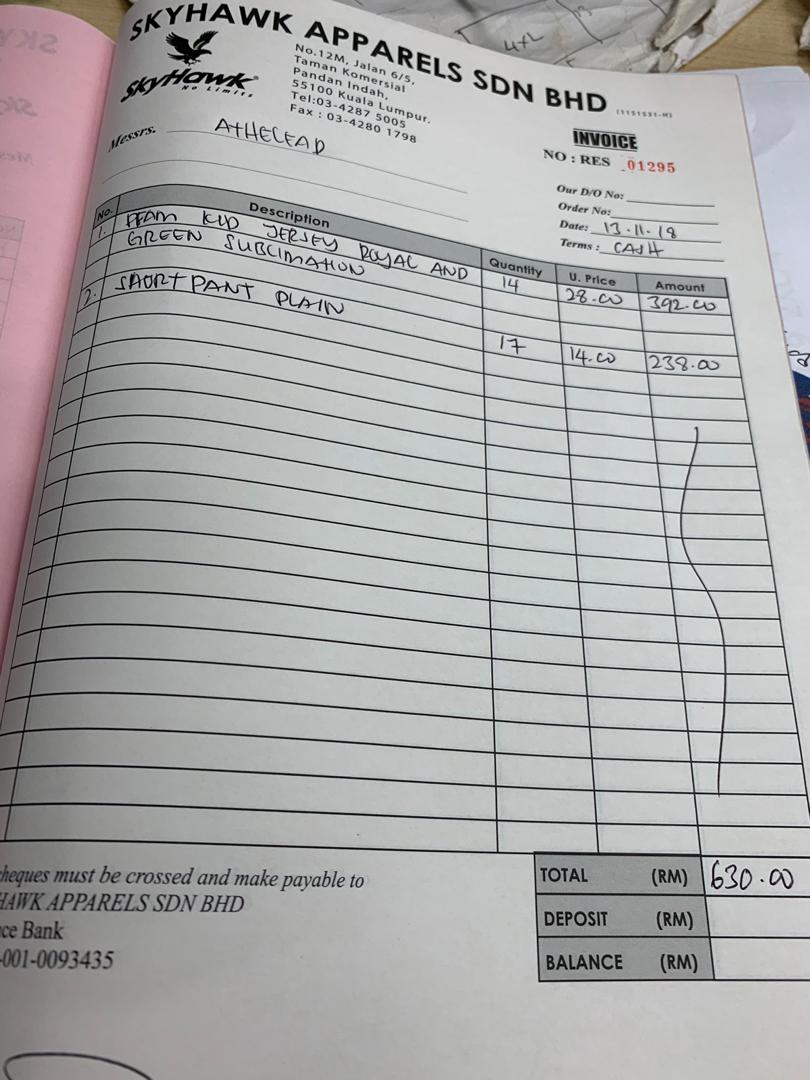 4XL
SKYHAWK APPARELS SDN BHD (1151531-H)
SkyHawk
No Limits
No.12M, Jalan 6/5,
Taman Komersial
Pandan Indah,
55100 Kuala Lumpur.
Tel:03-4287 5005
Fax : 03-4280 1798
INVOICE
NO : RES 01295
Messrs. ATHELEAD
Our D/O No:
Order No:
Date: 13.11.18
Terms : CASH
No. Description Quantity U. Price Amount
1. PFAM KUD JERSEY ROYAL AND 14 28.00 392.00
GREEN SUBLIMATION
2. SHORT PANT PLAIN 17 14.00 238.00
heques must be crossed and make payable to
HAWK APPARELS SDN BHD
ce Bank
-001-0093435
TOTAL (RM) 630.00
DEPOSIT (RM)
BALANCE (RM)